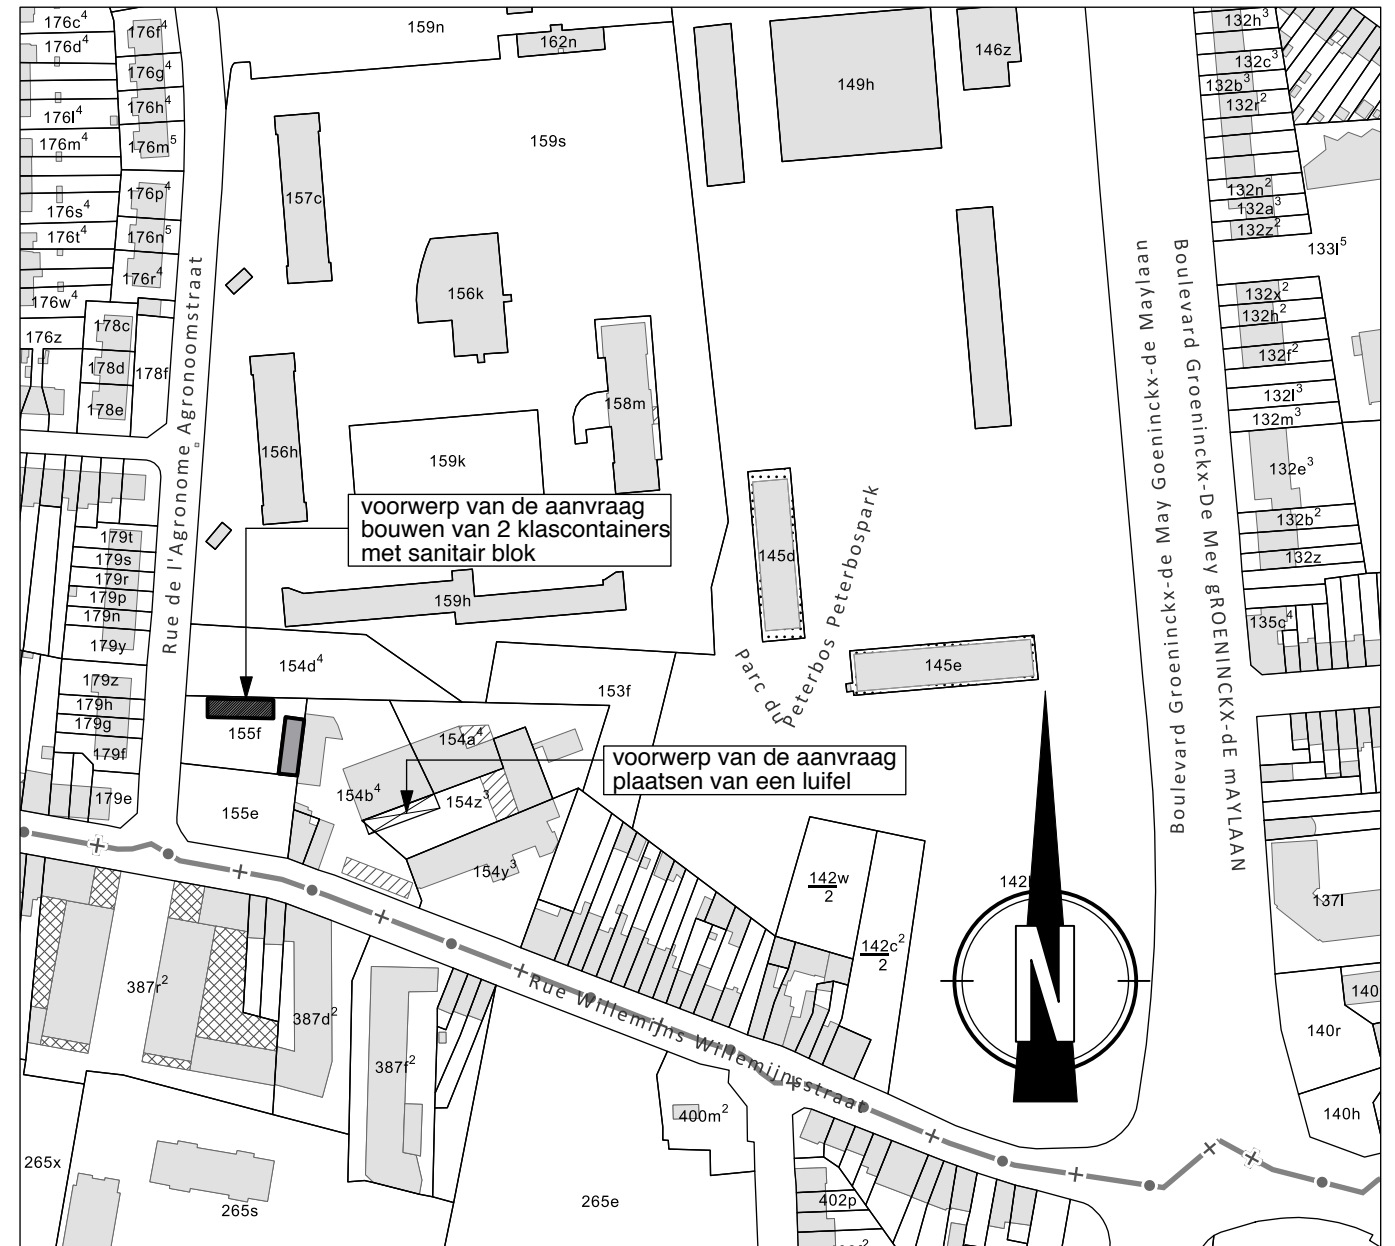 176c⁴
176f⁴
159n
162n
146z
132h³
176d⁴
176g⁴
149h
132c³
132b³
176l⁴
176h⁴
132r²
176m⁴
176m⁵
159s
157c
176p⁴
132n²
176s⁴
132a³
176t⁴
176n⁵
132z²
133l⁵
176r⁴
176w⁴
156k
132x²
132h²
178c
176z
178d
178f
132f²
178e
158m
132l³
132m³
156h
159k
132e³
voorwerp van de aanvraag
bouwen van 2 klascontainers
met sanitair blok
Rue de l'Agronome Agronoomstraat
Boulevard Groeninckx-de May Goeninckx-de Maylaan
Boulevard Groeninckx-De Mey gROENINCKX-dE mAYLAAN
132b²
179t
179s
145d
132z
179r
179p
179n
159h
135c⁴
179y
154d⁴
145e
179z
153f
Parc du
Peterbos Peterbospark
179h
179g
155f
154a⁴
179f
voorwerp van de aanvraag
plaatsen van een luifel
179e
155e
154b⁴
154z³
154y³
142w
2
142c²
2
N
137l
387r²
387d²
387f²
Rue Willemijns Willemijnsstraat
140
140r
400m²
140h
265x
265s
265e
402p